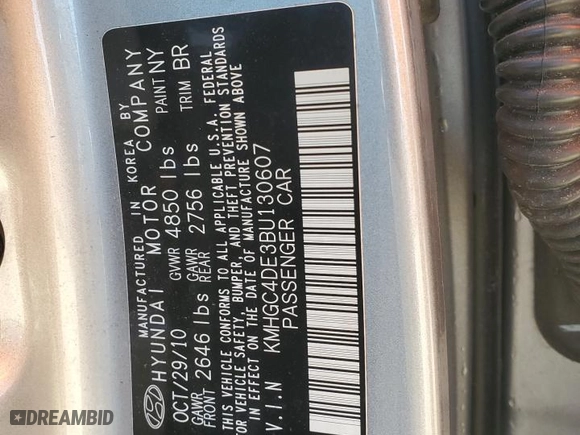 MANUFACTURED IN KOREA BY
HYUNDAI MOTOR COMPANY
OCT/29/10 GVWR 4850 lbs PAINT NY
GAWR FRONT 2646 lbs GAWR REAR 2756 lbs TRIM BR
THIS VEHICLE CONFORMS TO ALL APPLICABLE U.S.A. FEDERAL
MOTOR VEHICLE SAFETY, BUMPER, AND THEFT PREVENTION STANDARDS
IN EFFECT ON THE DATE OF MANUFACTURE SHOWN ABOVE
V.I.N KMHGC4DE3BU130607
PASSENGER CAR
DREAMBID